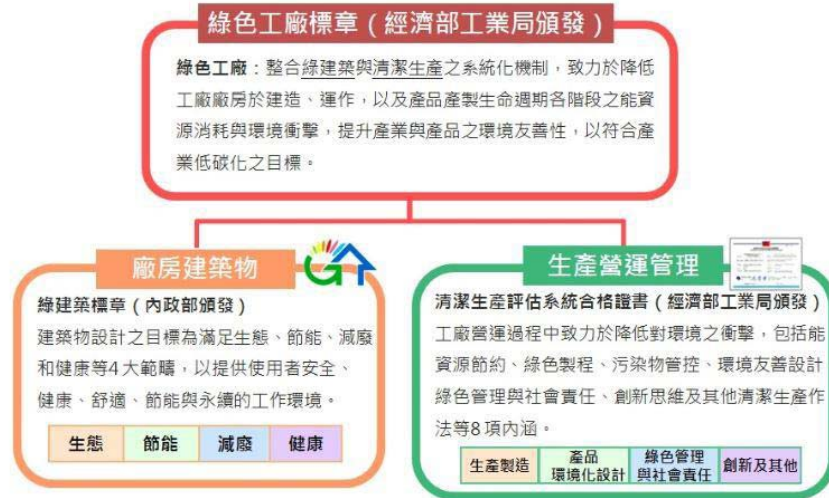 綠色工廠標章（經濟部工業局頒發）
綠色工廠：整合綠建築與清潔生產之系統化機制，致力於降低
工廠廠房於建造、運作，以及產品產製生命週期各階段之能資
源消耗與環境衝擊，提升產業與產品之環境友善性，以符合產
業低碳化之目標。
廠房建築物
綠建築標章（內政部頒發）
建築物設計之目標為滿足生態、節能、減廢
和健康等4大範疇，以提供使用者安全、
健康、舒適、節能與永續的工作環境。
生態
節能
減廢
健康
生產營運管理
清潔生產評估系統合格證書（經濟部工業局頒發）
工廠營運過程中致力於降低對環境之衝擊，包括能
資源節約、綠色製程、污染物管控、環境友善設計
綠色管理與社會責任、創新思維及其他清潔生產作
法等8項內涵。
生產製造
產品
環境化設計
綠色管理
與社會責任
創新及其他